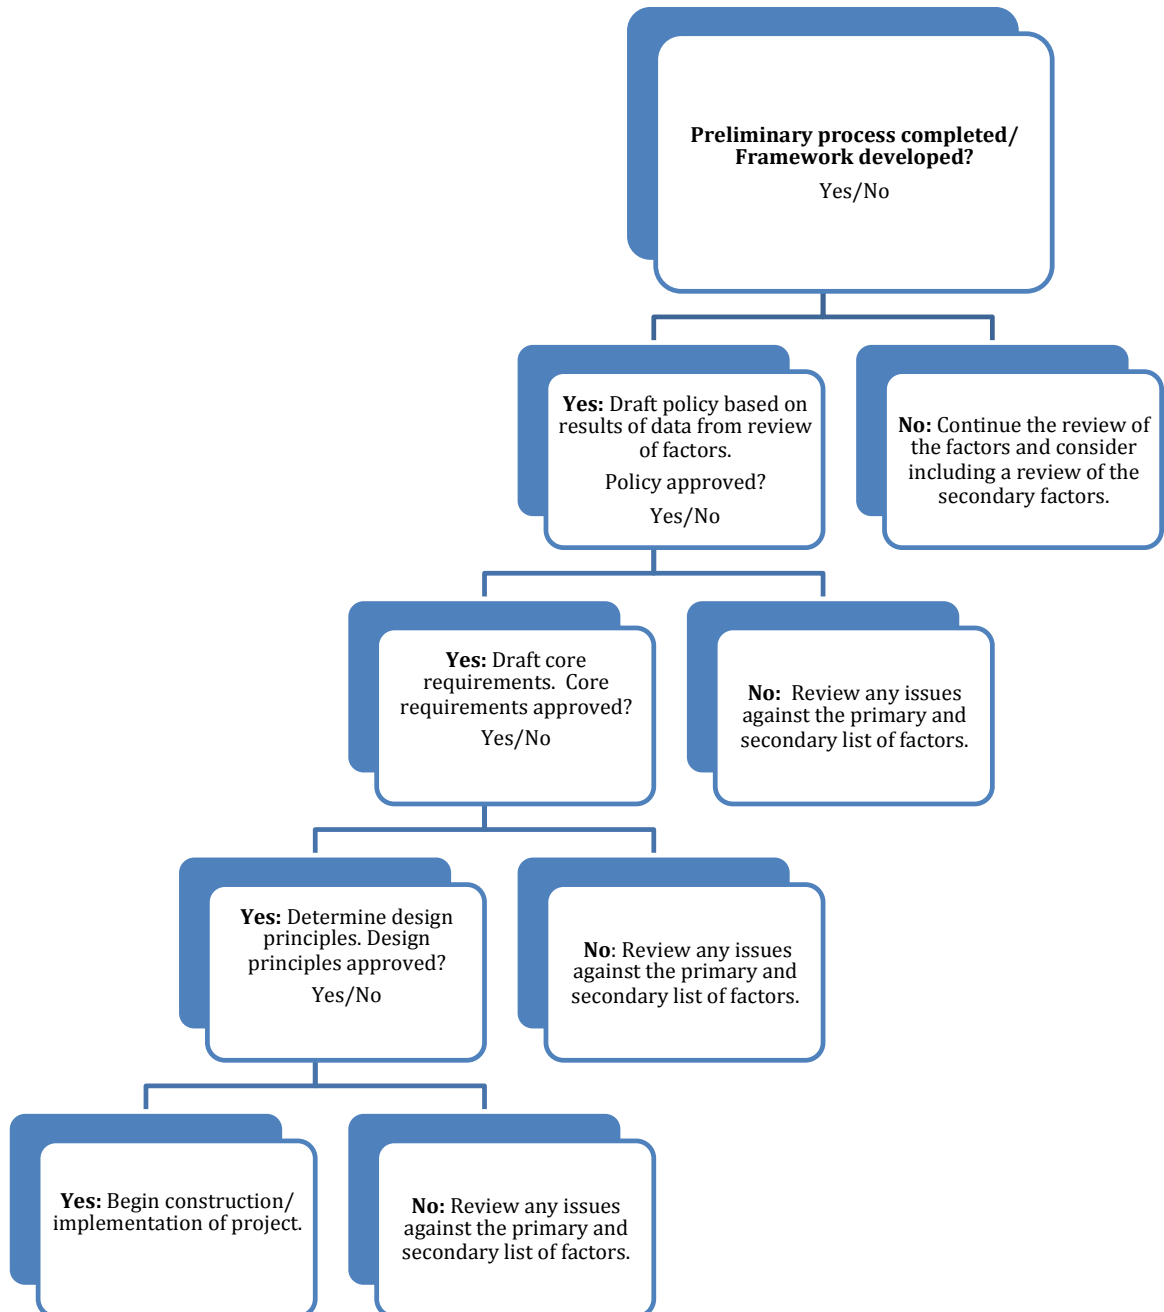 Preliminary process completed/
Framework developed?
Yes/No
Yes: Draft policy based on
results of data from review
of factors.
Policy approved?
Yes/No
No: Continue the review of
the factors and consider
including a review of the
secondary factors.
Yes: Draft core
requirements.  Core
requirements approved?
Yes/No
No:  Review any issues
against the primary and
secondary list of factors.
Yes: Determine design
principles. Design
principles approved?
Yes/No
No: Review any issues
against the primary and
secondary list of factors.
Yes: Begin construction/
implementation of project.
No: Review any issues
against the primary and
secondary list of factors.